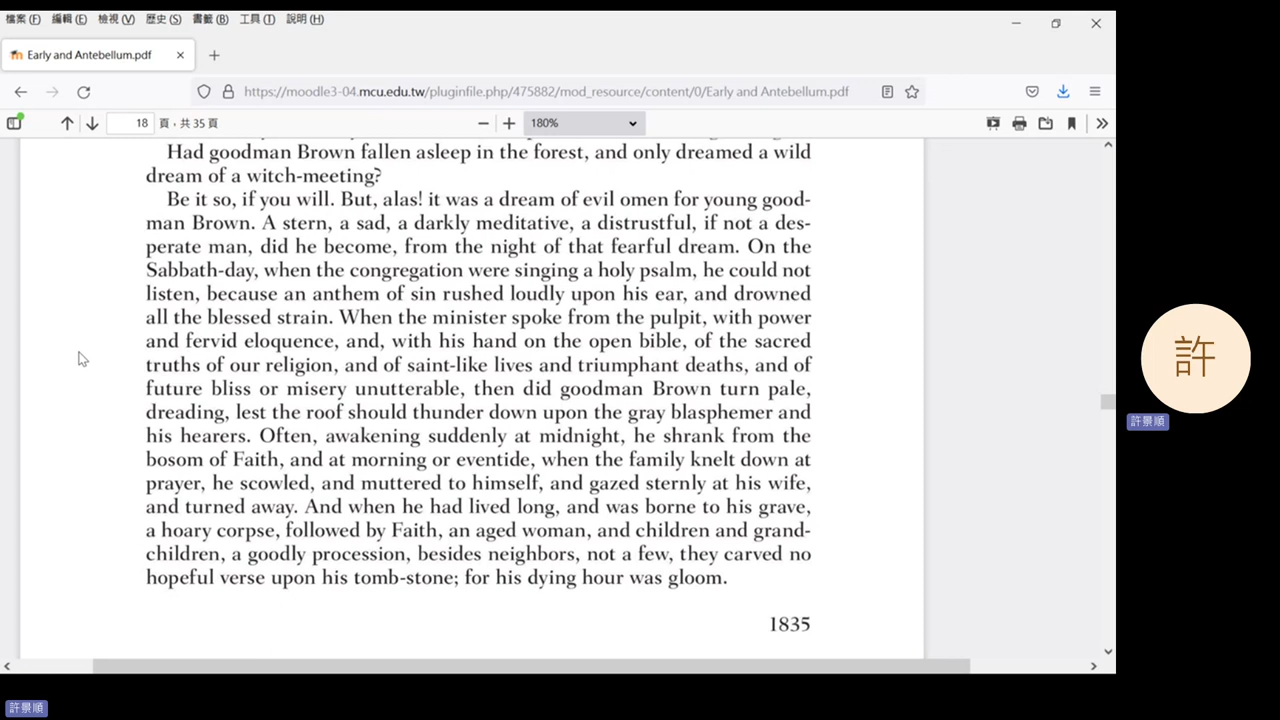 檔案(F) 編輯(E) 檢視(V) 歷史(S) 書籤(B) 工具(T) 說明(H)
Early and Antebellum.pdf
https://moodle3-04.mcu.edu.tw/pluginfile.php/475882/mod_resource/content/0/Early and Antebellum.pdf
18 頁，共 35 頁
180%
Had goodman Brown fallen asleep in the forest, and only dreamed a wild
dream of a witch-meeting?
Be it so, if you will. But, alas! it was a dream of evil omen for young good-
man Brown. A stern, a sad, a darkly meditative, a distrustful, if not a des-
perate man, did he become, from the night of that fearful dream. On the
Sabbath-day, when the congregation were singing a holy psalm, he could not
listen, because an anthem of sin rushed loudly upon his ear, and drowned
all the blessed strain. When the minister spoke from the pulpit, with power
and fervid eloquence, and, with his hand on the open bible, of the sacred
truths of our religion, and of saint-like lives and triumphant deaths, and of
future bliss or misery unutterable, then did goodman Brown turn pale,
dreading, lest the roof should thunder down upon the gray blasphemer and
his hearers. Often, awakening suddenly at midnight, he shrank from the
bosom of Faith, and at morning or eventide, when the family knelt down at
prayer, he scowled, and muttered to himself, and gazed sternly at his wife,
and turned away. And when he had lived long, and was borne to his grave,
a hoary corpse, followed by Faith, an aged woman, and children and grand-
children, a goodly procession, besides neighbors, not a few, they carved no
hopeful verse upon his tomb-stone; for his dying hour was gloom.
1835
許
許景順
許景順